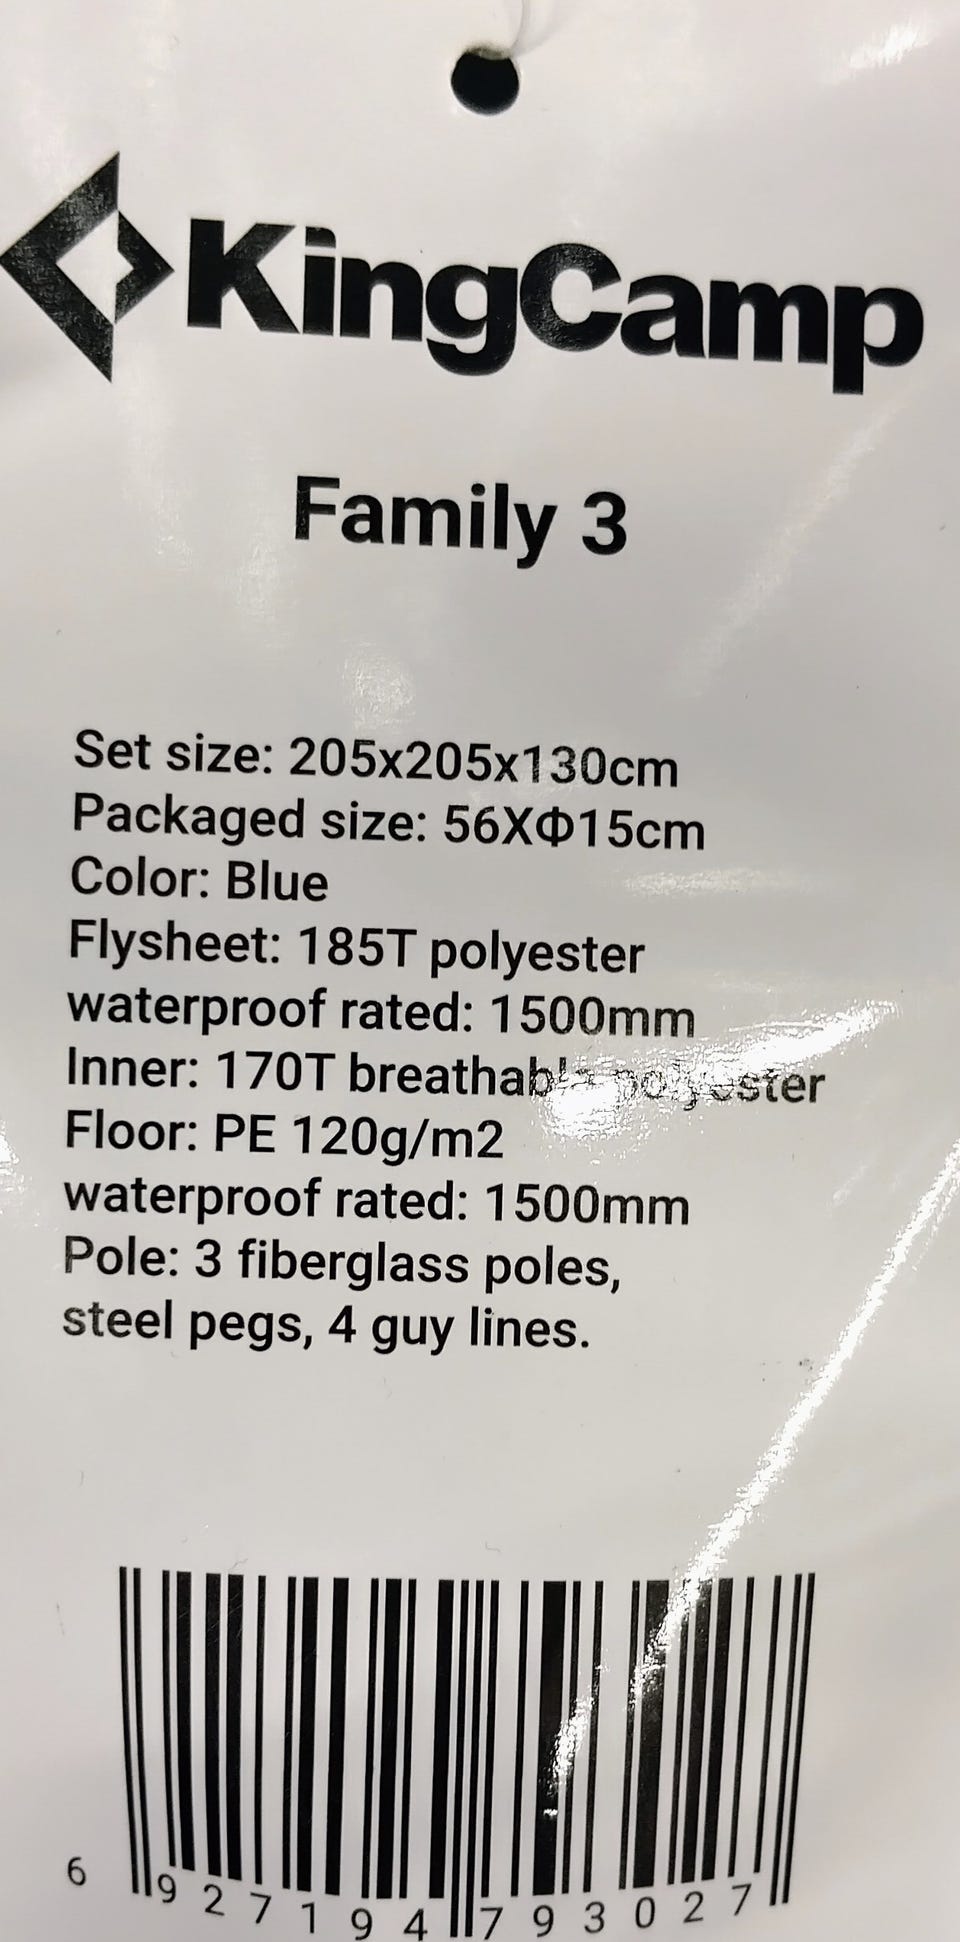 KingCamp
Family 3
Set size: 205x205x130cm
Packaged size: 56XΦ15cm
Color: Blue
Flysheet: 185T polyester
waterproof rated: 1500mm
Inner: 170T breathable polyester
Floor: PE 120g/m2
waterproof rated: 1500mm
Pole: 3 fiberglass poles,
steel pegs, 4 guy lines.
6 927194 793027